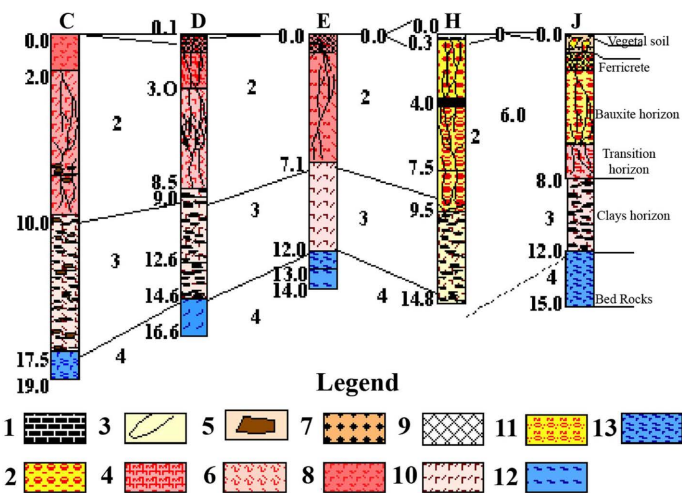 C D E H J
0.0 0.1 0.0 0.0 0.0 0.3 0 0.0 Vegetal soil
Ferricrete
2.0 3.O 2 2 4.0 6.0 Bauxite horizon
2 2
7.1 7.5 Transition
horizon
8.5 8.0
9.0 9.5
10.0 3 3 3 Clays horizon
3 12.6 12.0 12.0
13.0 4
14.6 14.0 4 14.8 15.0 Bed Rocks
16.6 4
17.5 4
19.0
Legend
1 3 5 7 9 11 13
2 4 6 8 10 12